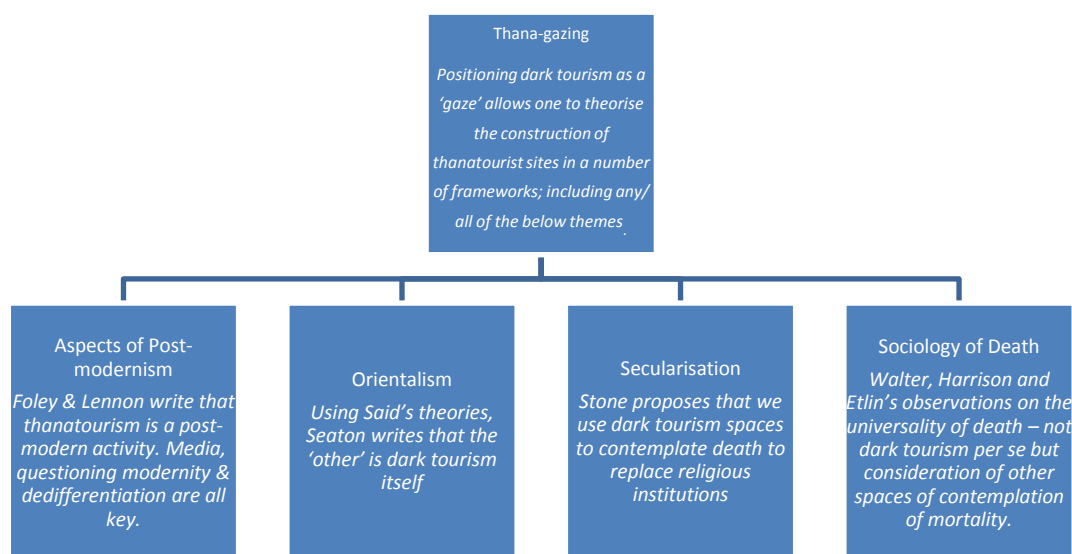 Thana-gazing
Positioning dark tourism as a
'gaze' allows one to theorise
the construction of
thanatourist sites in a number
of frameworks; including any/
all of the below themes.
Aspects of Post-
modernism
Foley & Lennon write that
thanatourism is a post-
modern activity. Media,
questioning modernity &
dedifferentiation are all
key.
Orientalism
Using Said's theories,
Seaton writes that the
'other' is dark tourism
itself
Secularisation
Stone proposes that we
use dark tourism spaces
to contemplate death to
replace religious
institutions
Sociology of Death
Walter, Harrison and
Etlin's observations on the
universality of death – not
dark tourism per se but
consideration of other
spaces of contemplation
of mortality.